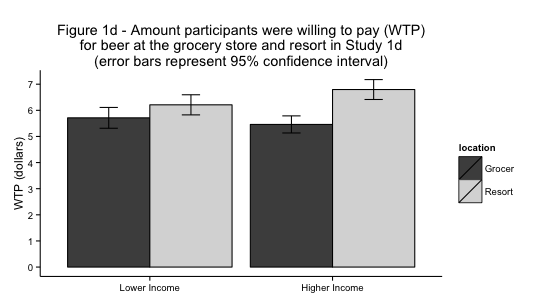 Figure 1d - Amount participants were willing to pay (WTP)
for beer at the grocery store and resort in Study 1d
(error bars represent 95% confidence interval)
7
6
5
4
3
2
1
0
WTP (dollars)
Lower Income
Higher Income
location
Grocer
Resort